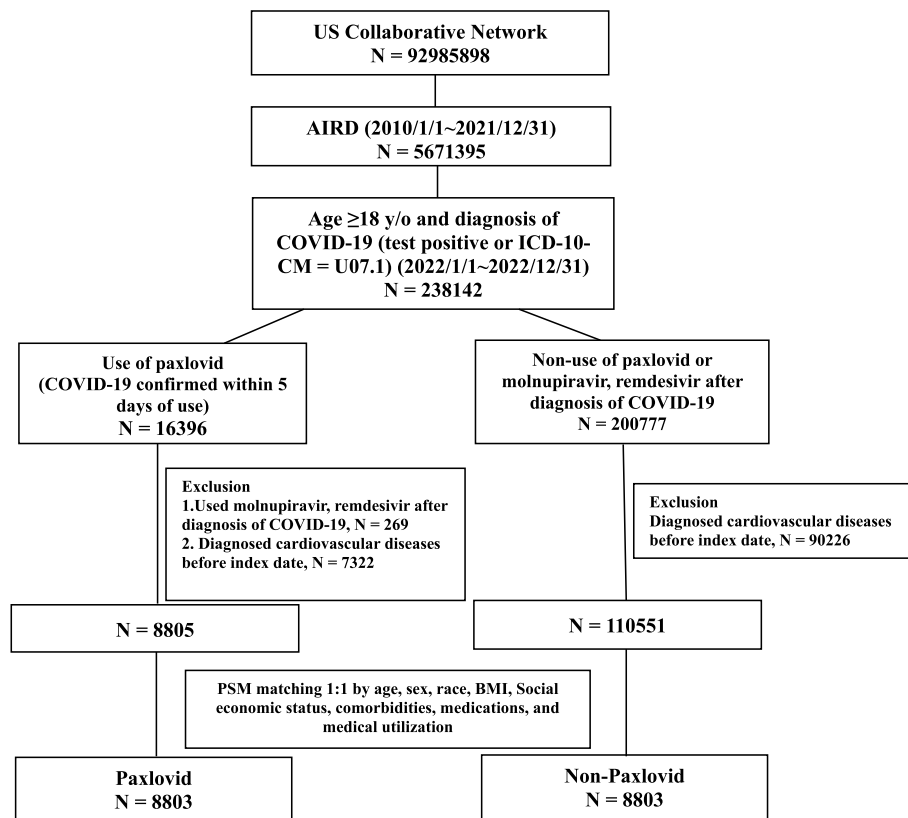 US Collaborative Network
N = 92985898
AIRD (2010/1/1~2021/12/31)
N = 5671395
Age ≥18 y/o and diagnosis of
COVID-19 (test positive or ICD-10-
CM = U07.1) (2022/1/1~2022/12/31)
N = 238142
Use of paxlovid
(COVID-19 confirmed within 5
days of use)
N = 16396
Non-use of paxlovid or
molnupiravir, remdesivir after
diagnosis of COVID-19
N = 200777
Exclusion
1.Used molnupiravir, remdesivir after
diagnosis of COVID-19, N = 269
2. Diagnosed cardiovascular diseases
before index date, N = 7322
Exclusion
Diagnosed cardiovascular diseases
before index date, N = 90226
N = 8805
N = 110551
PSM matching 1:1 by age, sex, race, BMI, Social
economic status, comorbidities, medications, and
medical utilization
Paxlovid
N = 8803
Non-Paxlovid
N = 8803